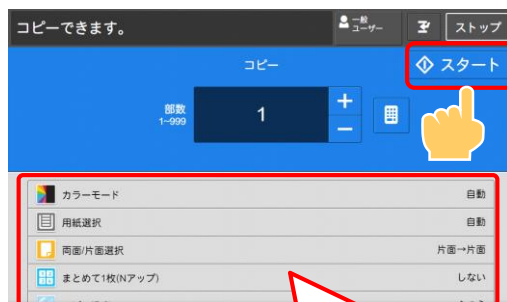 コピーできます。
一般
ユーザー
ストップ
コピー
スタート
部数
1~999
1
カラーモード 自動
用紙選択 自動
両面/片面選択 片面→片面
まとめて1枚(Nアップ) しない